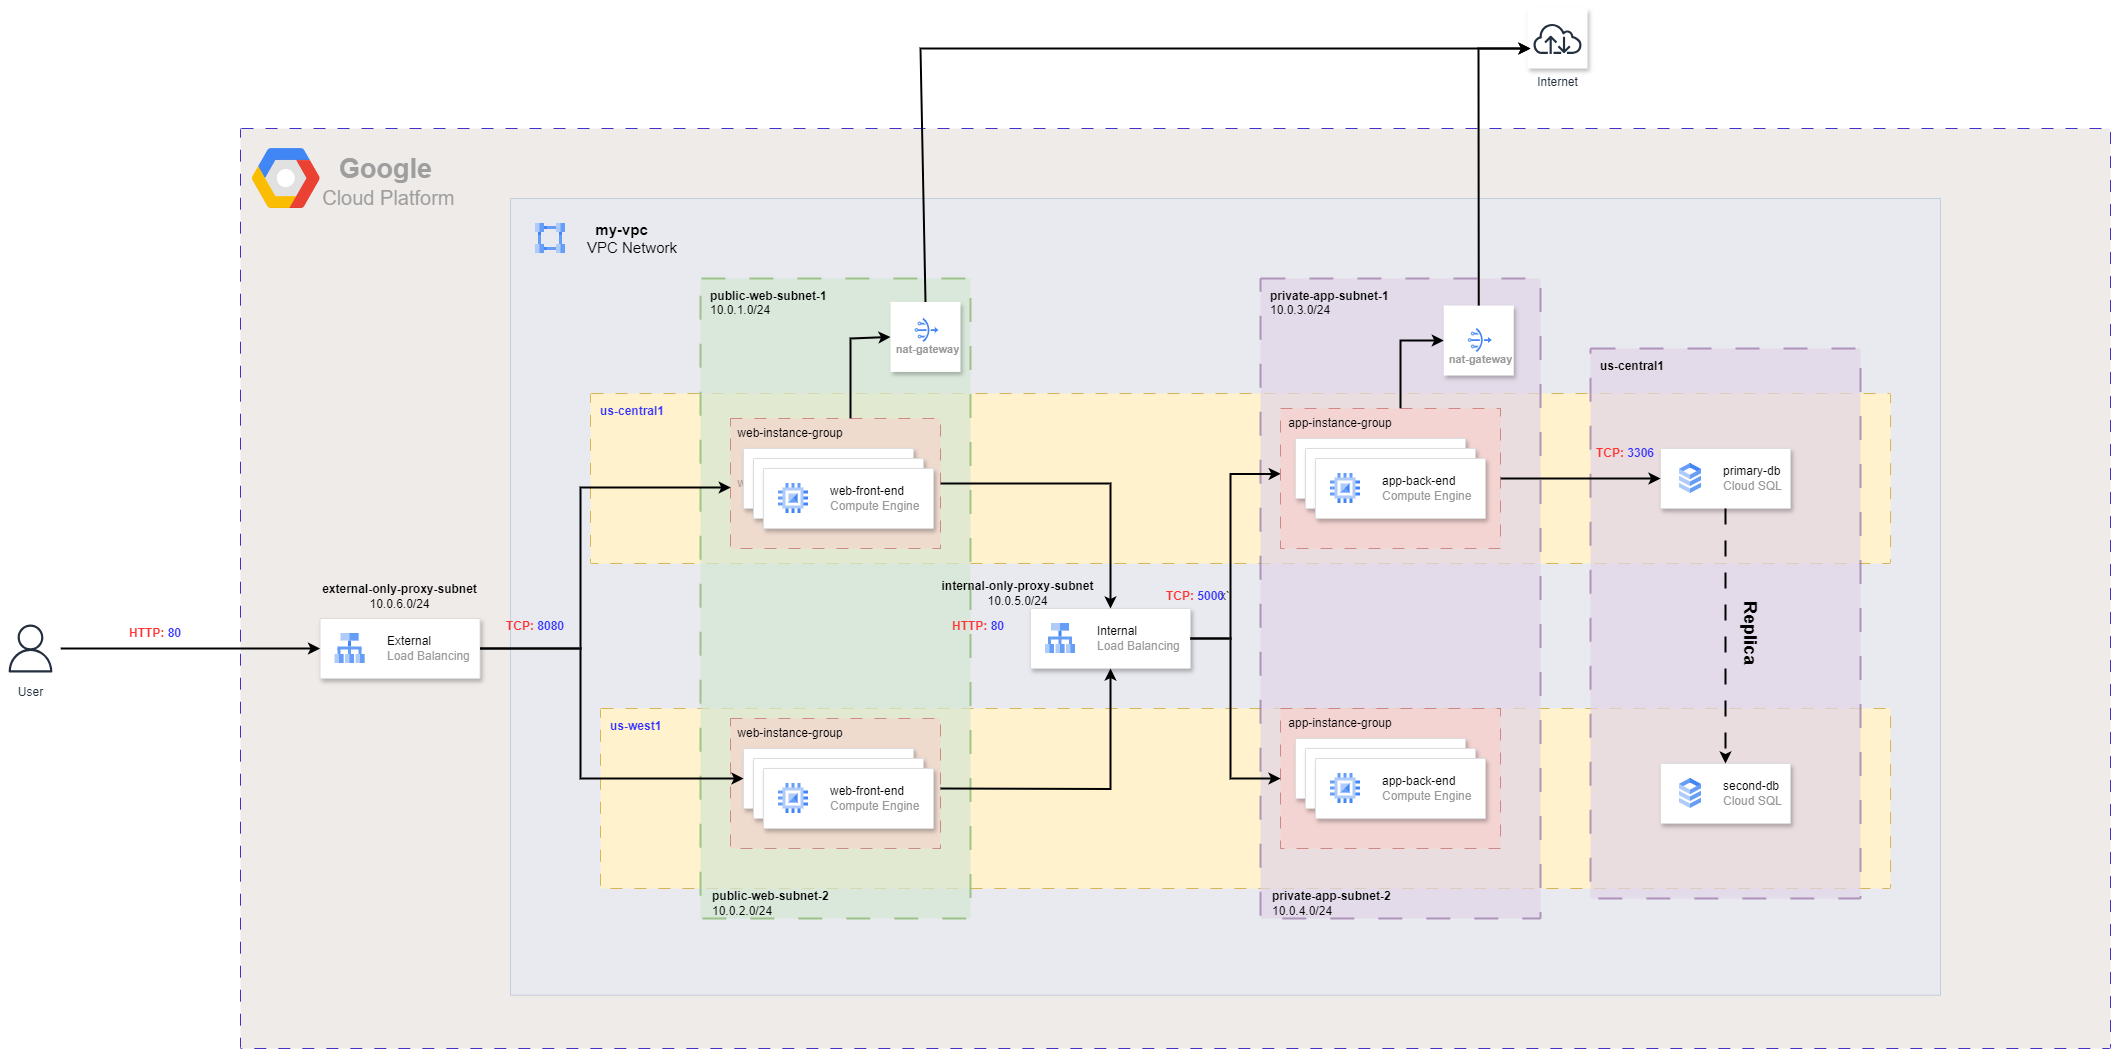 Internet
Google
Cloud Platform
my-vpc
VPC Network
public-web-subnet-1
10.0.1.0/24
nat-gateway
private-app-subnet-1
10.0.3.0/24
nat-gateway
us-central1
us-central1
web-instance-group
w
web-front-end
Compute Engine
app-instance-group
app-back-end
Compute Engine
TCP: 3306
primary-db
Cloud SQL
external-only-proxy-subnet
10.0.6.0/24
HTTP: 80
User
External
Load Balancing
TCP: 8080
internal-only-proxy-subnet
10.0.5.0/24
HTTP: 80
Internal
Load Balancing
TCP: 5000x`
Replica
us-west1
web-instance-group
web-front-end
Compute Engine
app-instance-group
app-back-end
Compute Engine
second-db
Cloud SQL
public-web-subnet-2
10.0.2.0/24
private-app-subnet-2
10.0.4.0/24